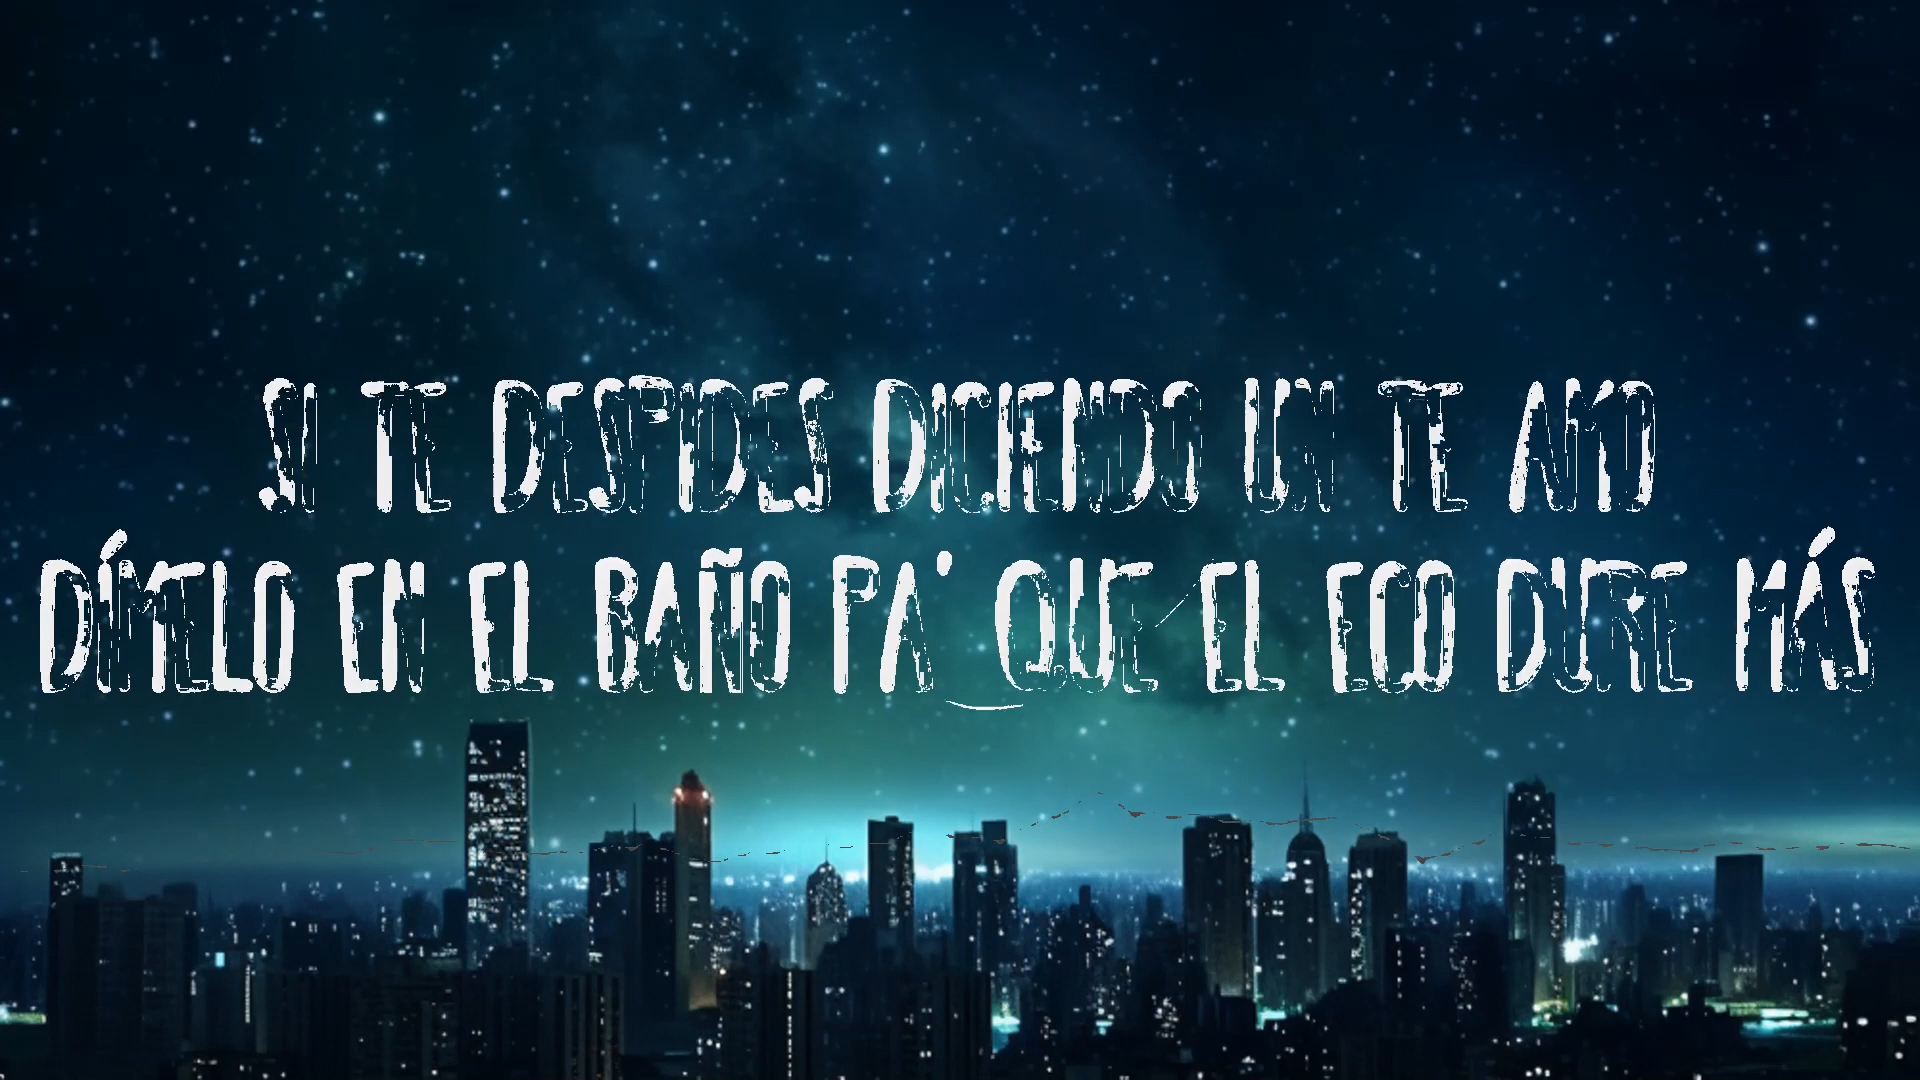 SI TE DESPIDES DICIENDO UN TE AMO
DÍMELO EN EL BAÑO PA' QUE EL ECO DURE MÁS